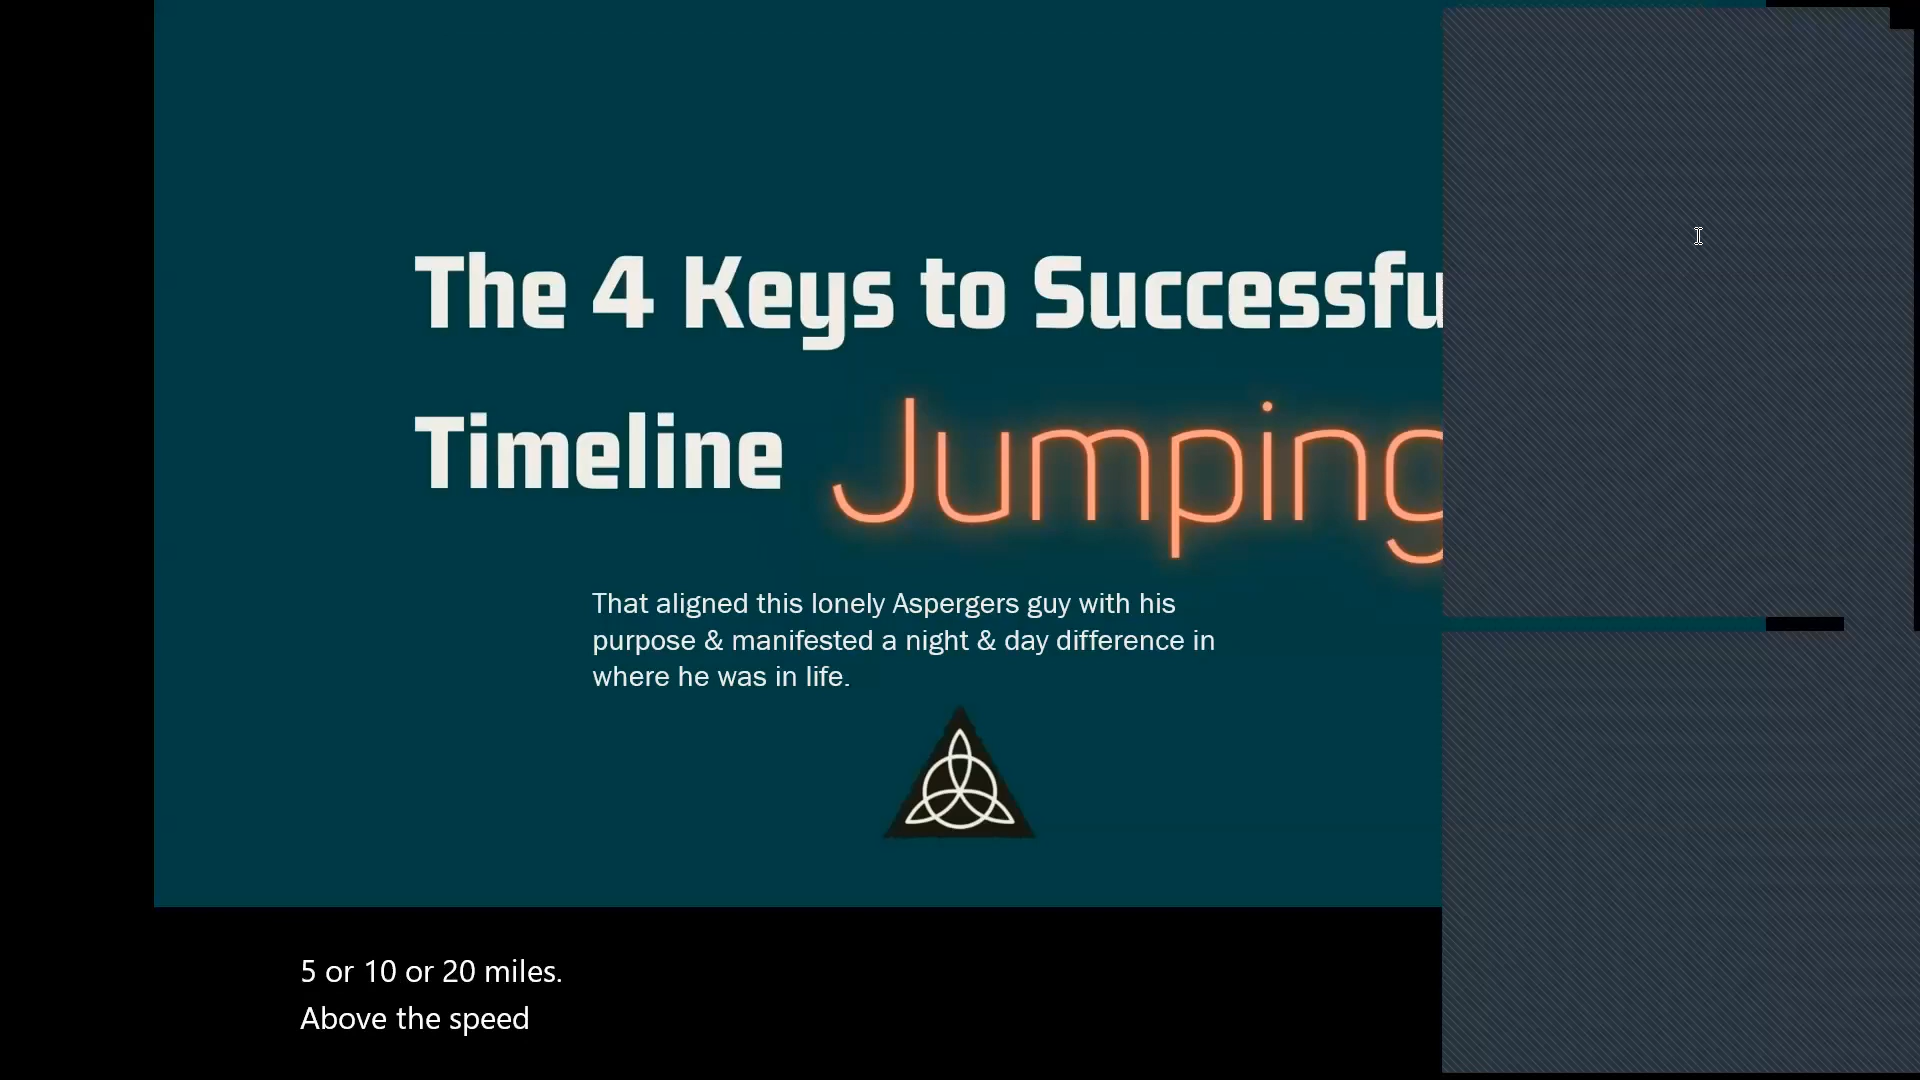 The 4 Keys to Successfu
Timeline Jumping
That aligned this lonely Aspergers guy with his
purpose & manifested a night & day difference in
where he was in life.
5 or 10 or 20 miles.
Above the speed